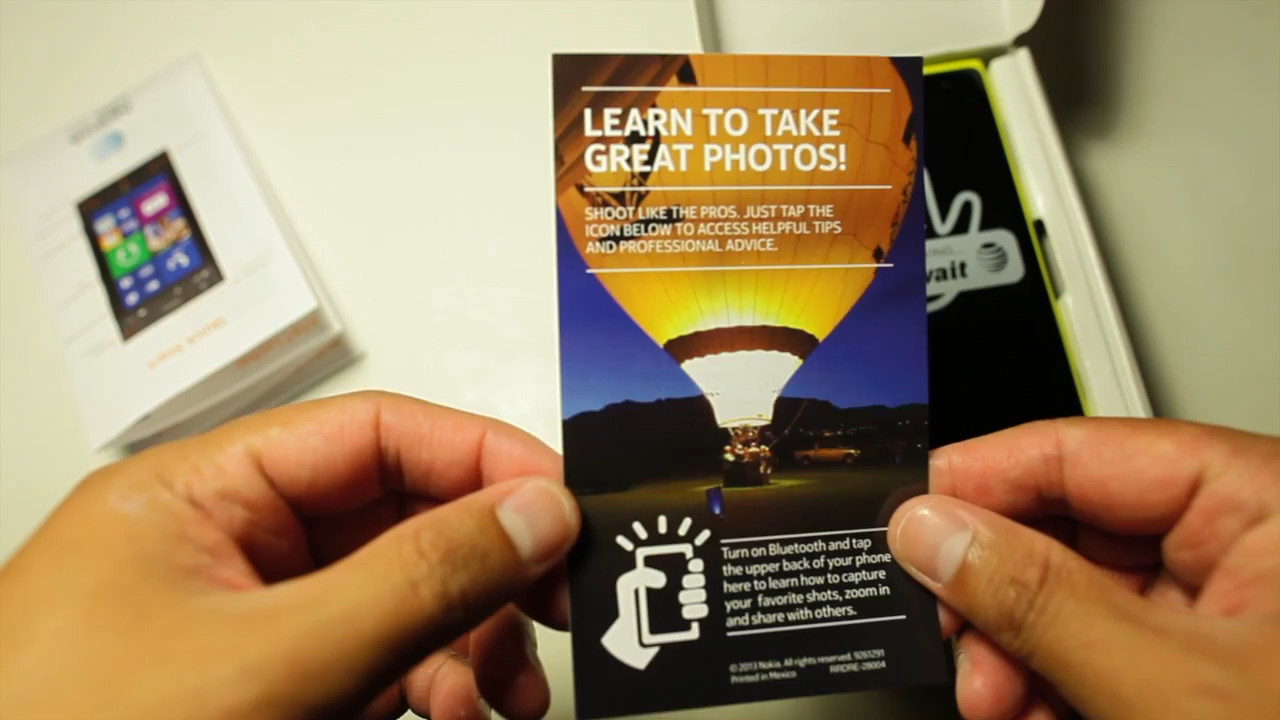 LEARN TO TAKE
GREAT PHOTOS!
SHOOT LIKE THE PROS. JUST TAP THE
ICON BELOW TO ACCESS HELPFUL TIPS
AND PROFESSIONAL ADVICE.
Turn on Bluetooth and tap
the upper back of your phone
here to learn how to capture
your favorite shots, zoom in
and share with others.
© 2013 Nokia. All rights reserved. 9261291
Printed in Mexico RRDRE-28004